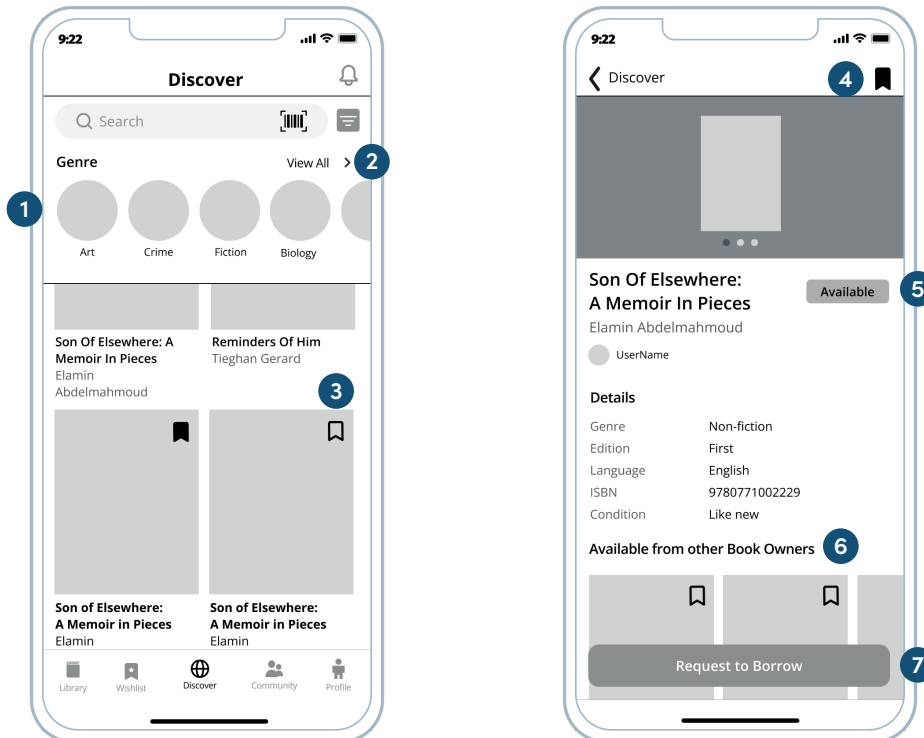 9:22
Discover
Search
Genre
View All
2
1
Art Crime Fiction Biology
Son Of Elsewhere: A
Memoir In Pieces
Elamin
Abdelmahmoud
Reminders Of Him
Tieghan Gerard
3
Son of Elsewhere:
A Memoir in Pieces
Elamin
Son of Elsewhere:
A Memoir in Pieces
Elamin
Library Wishlist Discover Community Profile
9:22
Discover
4
Son Of Elsewhere:
A Memoir In Pieces
Available
5
Elamin Abdelmahmoud
UserName
Details
Genre Non-fiction
Edition First
Language English
ISBN 9780771002229
Condition Like new
Available from other Book Owners
6
Request to Borrow
7